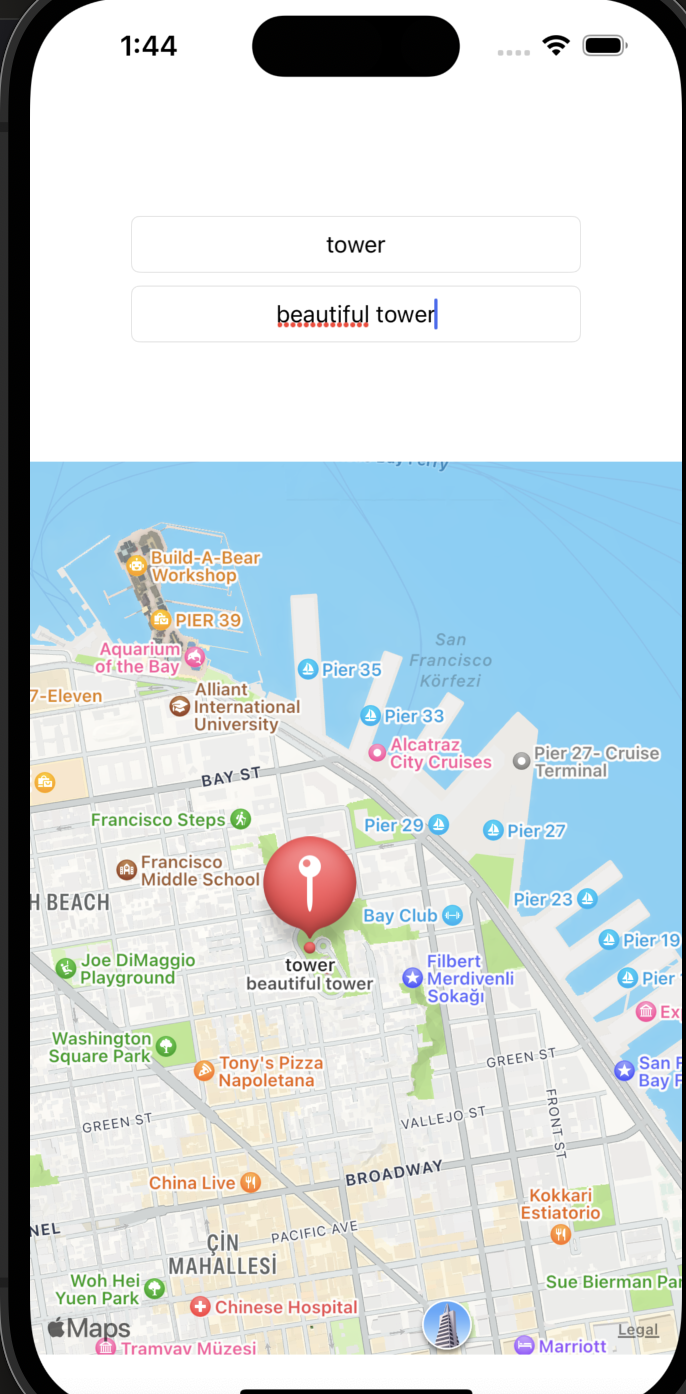 1:44
tower
beautiful tower
Build-A-Bear
Workshop
PIER 39
Aquarium
of the Bay
San
Francisco
Körfezi
Pier 35
7-Eleven
Alliant
International
University
Pier 33
Alcatraz
City Cruises
Pier 27- Cruise
Terminal
BAY ST
Francisco Steps
Pier 29
Pier 27
Francisco
Middle School
H BEACH
Pier 23
Bay Club
Pier 19
Joe DiMaggio
Playground
tower
beautiful tower
Filbert
Merdivenli
Sokağı
Pier
Ex
Washington
Square Park
Tony's Pizza
Napoletana
GREEN ST
San F
Bay F
GREEN ST
VALLEJO ST
FRONT ST
China Live
BROADWAY
Kokkari
Estiatorio
NEL
PACIFIC AVE
ÇİN
MAHALLESİ
Woh Hei
Yuen Park
Sue Bierman Par
Chinese Hospital
Maps
Legal
Tramvay Müzesi
Marriott